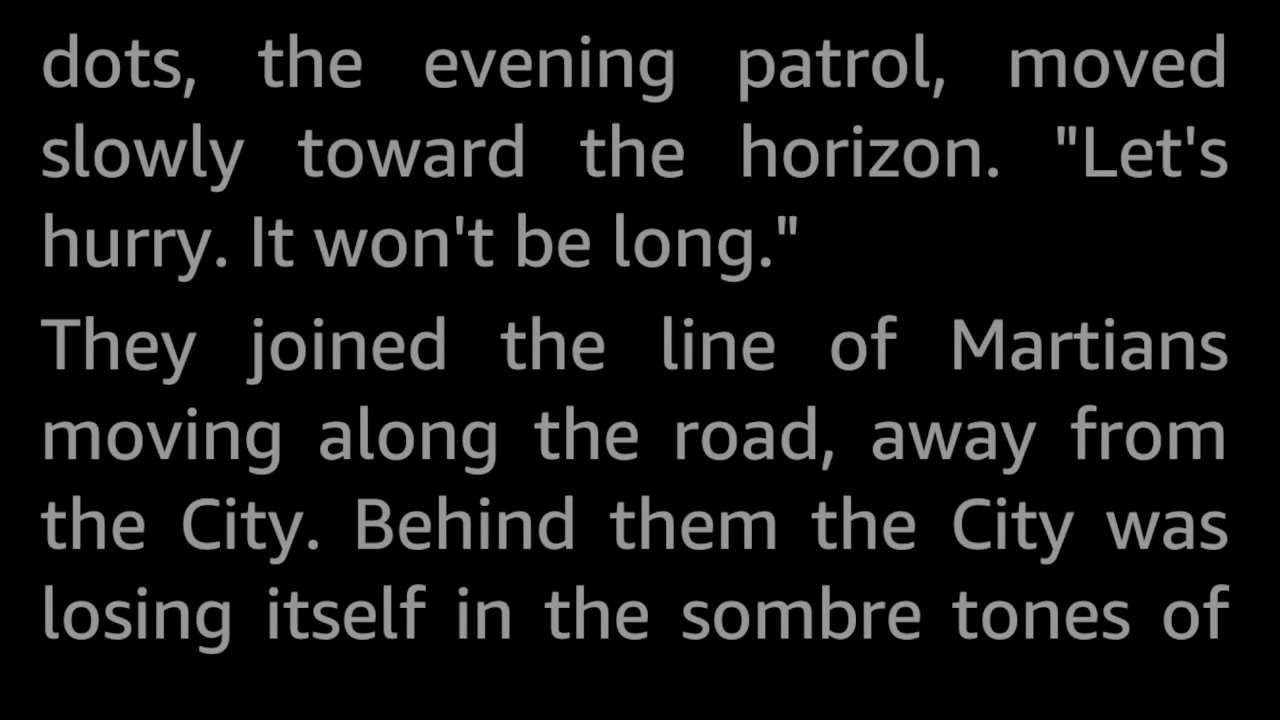 dots, the evening patrol, moved
slowly toward the horizon. "Let's
hurry. It won't be long."
They joined the line of Martians
moving along the road, away from
the City. Behind them the City was
losing itself in the sombre tones of